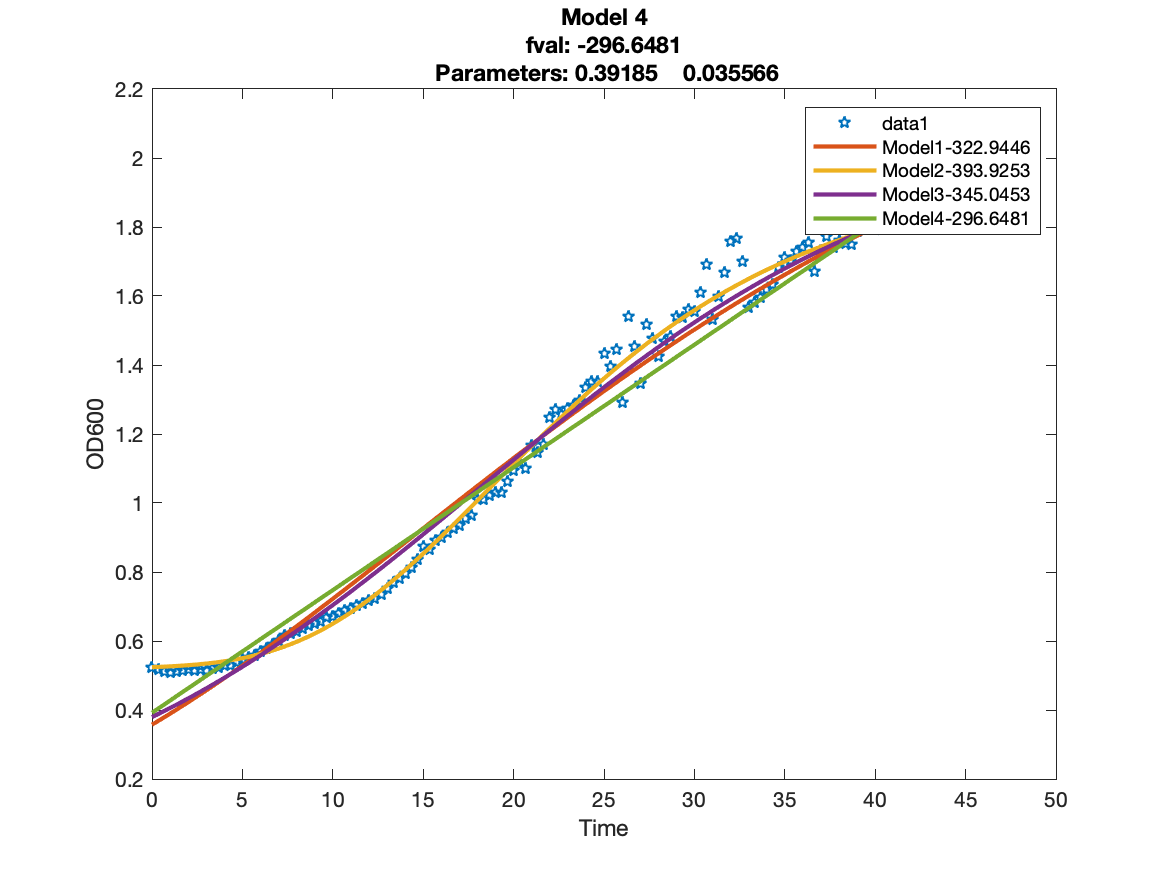 Model 4
fval: -296.6481
Parameters: 0.39185 0.035566
2.2
2
1.8
1.6
1.4
1.2
1
0.8
0.6
0.4
0.2
OD600
data1
Model1-322.9446
Model2-393.9253
Model3-345.0453
Model4-296.6481
0 5 10 15 20 25 30 35 40 45 50
Time